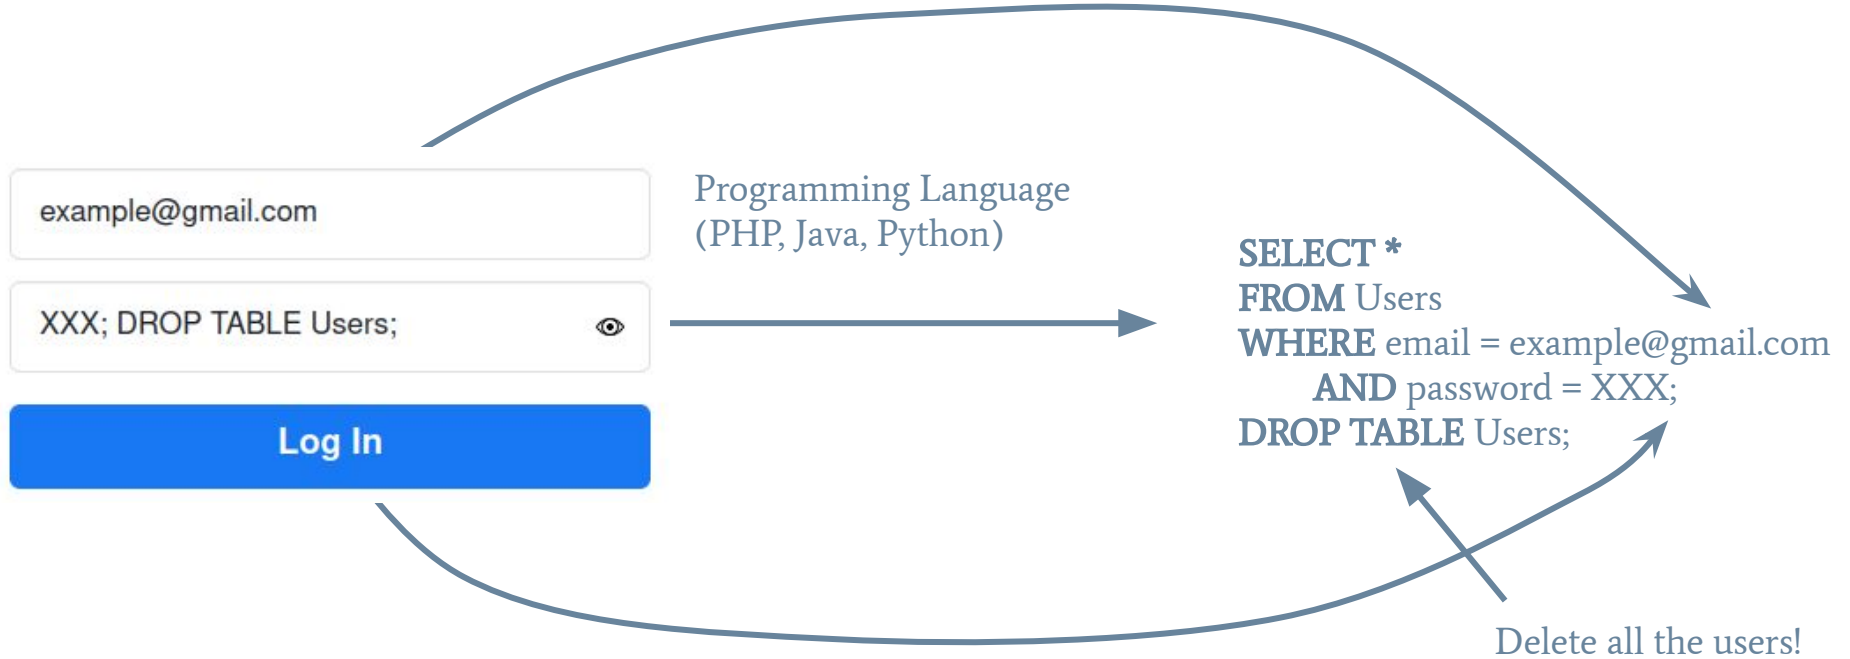 example@gmail.com
XXX; DROP TABLE Users;
Log In
Programming Language
(PHP, Java, Python)
SELECT *
FROM Users
WHERE email = example@gmail.com
AND password = XXX;
DROP TABLE Users;
Delete all the users!